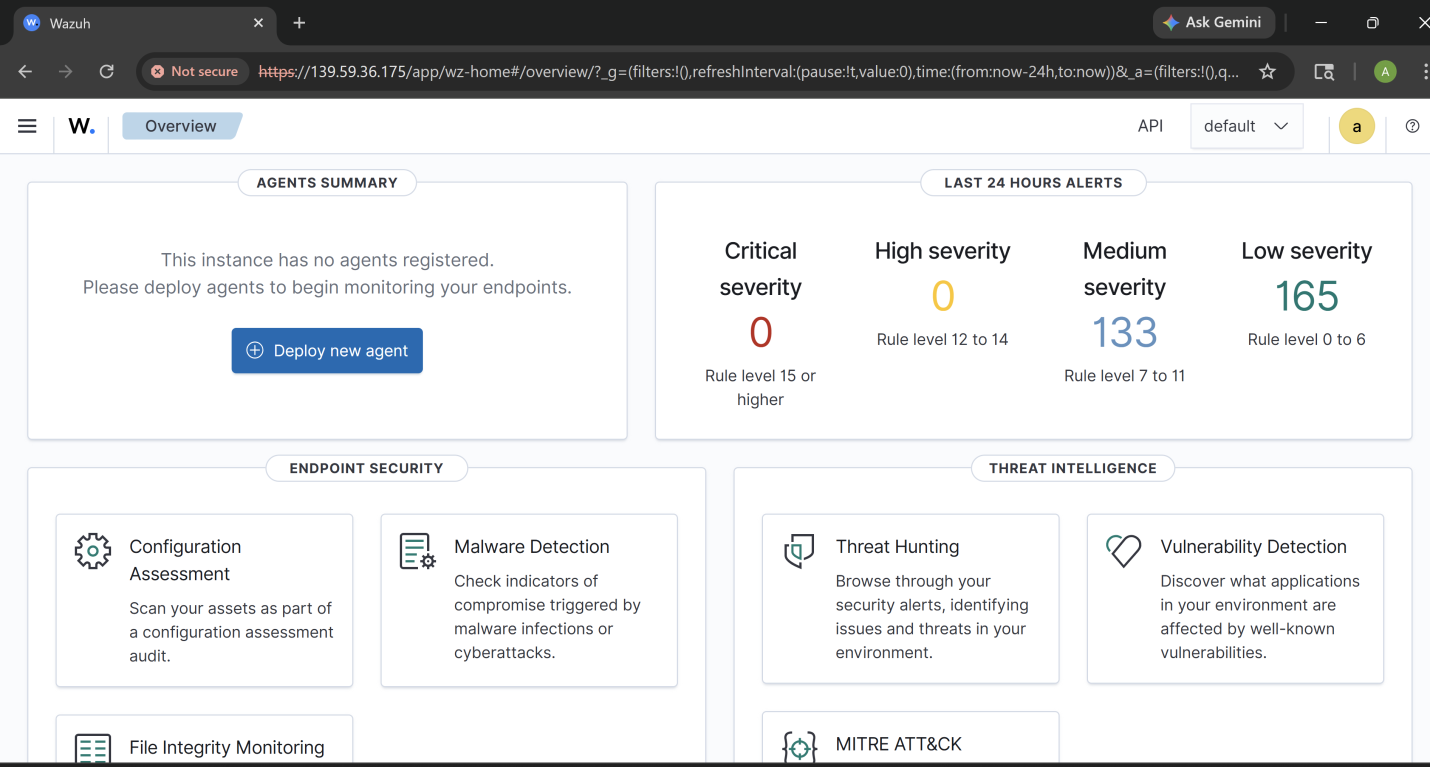 Wazuh
Ask Gemini
Not secure
https://139.59.36.175/app/wz-home#/overview/?_g=(filters:!(),refreshInterval:(pause:!t,value:0),time:(from:now-24h,to:now))&_a=(filters:!(),q...
A
W.
Overview
API
default
a
AGENTS SUMMARY
This instance has no agents registered.
Please deploy agents to begin monitoring your endpoints.
Deploy new agent
LAST 24 HOURS ALERTS
Critical
severity
0
Rule level 15 or
higher
High severity
0
Rule level 12 to 14
Medium
severity
133
Rule level 7 to 11
Low severity
165
Rule level 0 to 6
ENDPOINT SECURITY
Configuration
Assessment
Scan your assets as part of
a configuration assessment
audit.
Malware Detection
Check indicators of
compromise triggered by
malware infections or
cyberattacks.
File Integrity Monitoring
THREAT INTELLIGENCE
Threat Hunting
Browse through your
security alerts, identifying
issues and threats in your
environment.
Vulnerability Detection
Discover what applications
in your environment are
affected by well-known
vulnerabilities.
MITRE ATT&CK